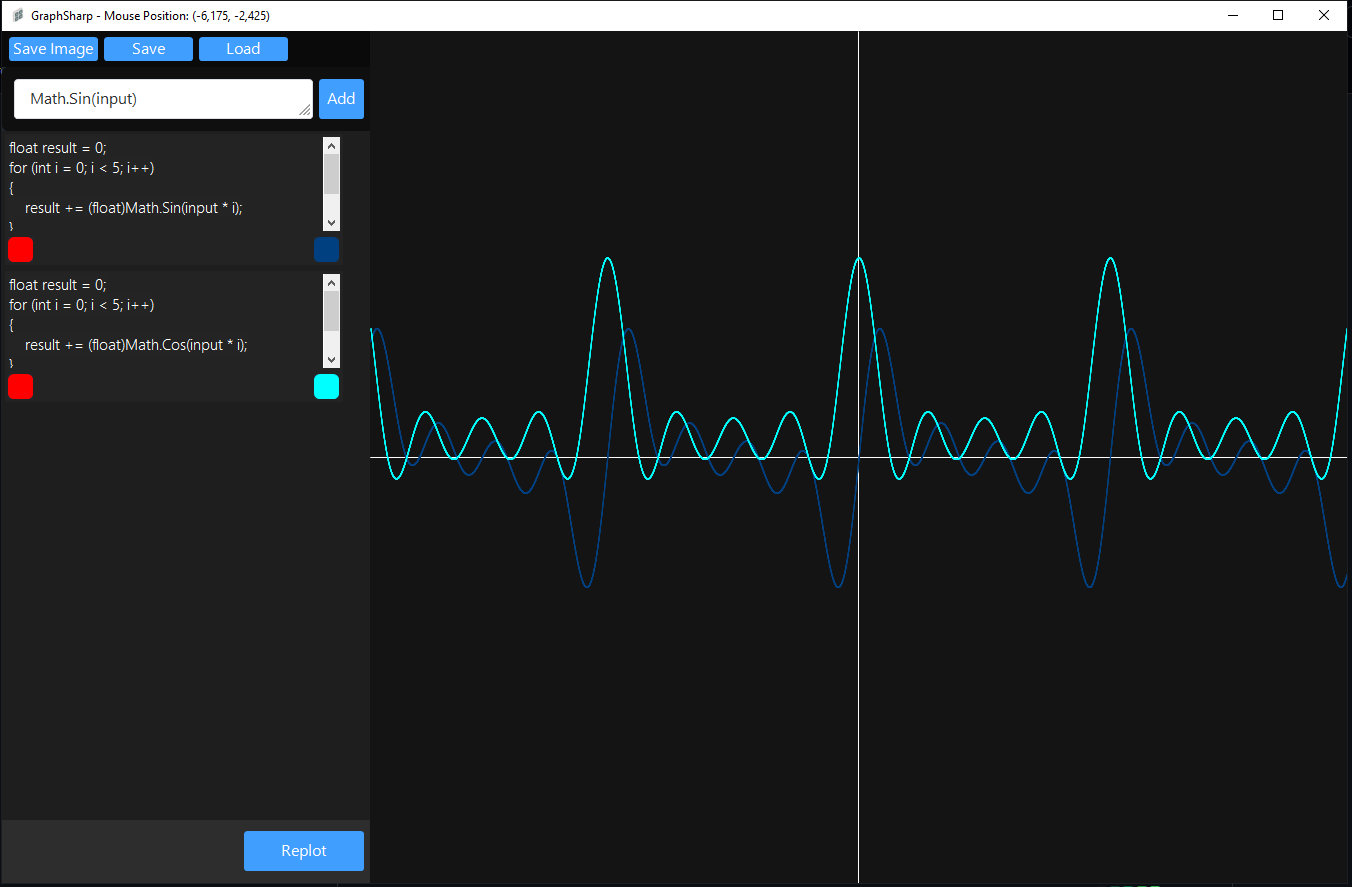 GraphSharp - Mouse Position: (-6,175, -2,425)
Save Image Save Load
Math.Sin(input) Add
float result = 0;
for (int i = 0; i < 5; i++)
{
result += (float)Math.Sin(input * i);
}
float result = 0;
for (int i = 0; i < 5; i++)
{
result += (float)Math.Cos(input * i);
}
Replot